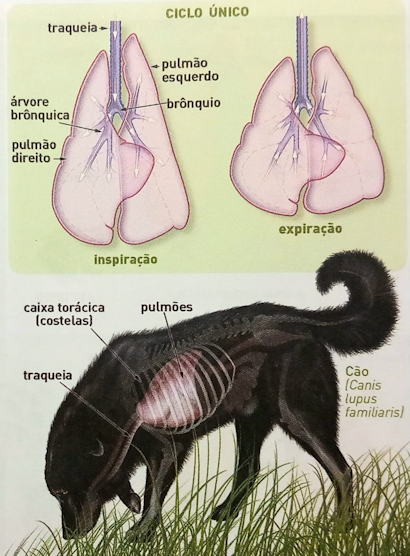 CICLO ÚNICO
traqueia
pulmão
esquerdo
árvore
brônquica
brônquio
pulmão
direito
inspiração
expiração
caixa torácica
(costelas)
pulmões
traqueia
Cão
(Canis
lupus
familiaris)